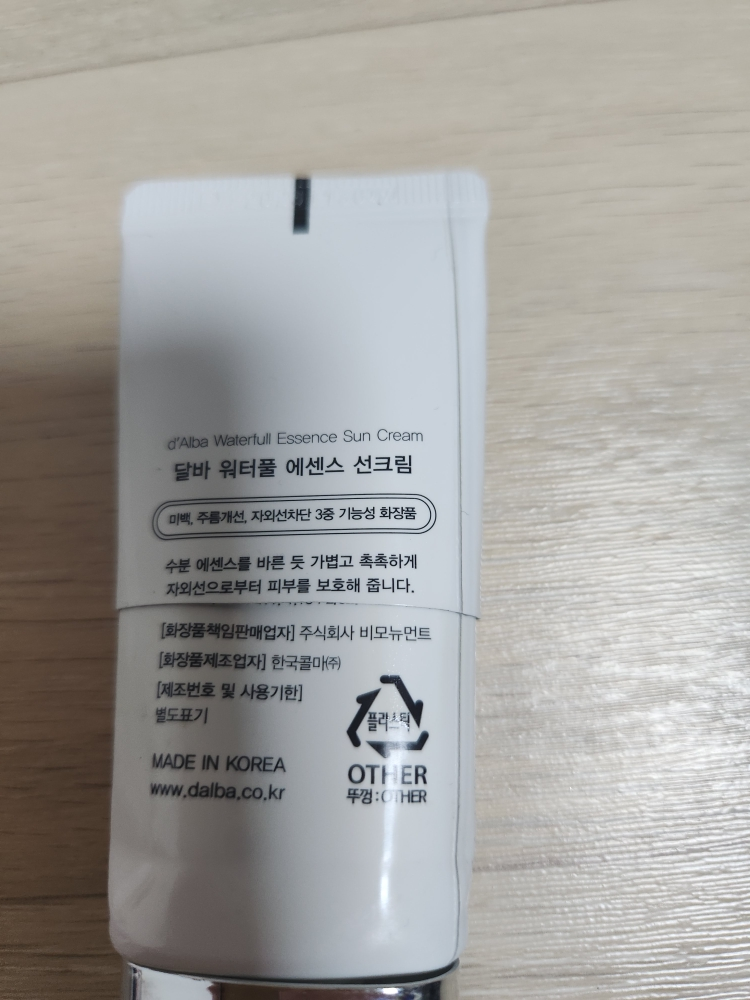 d'Alba Waterfull Essence Sun Cream
달바 워터풀 에센스 선크림
미백, 주름개선, 자외선차단 3중 기능성 화장품
수분 에센스를 바른 듯 가볍고 촉촉하게
자외선으로부터 피부를 보호해 줍니다.
[화장품책임판매업자] 주식회사 비모뉴먼트
[화장품제조업자] 한국콜마㈜
[제조번호 및 사용기한]
별도표기
MADE IN KOREA
www.dalba.co.kr
플라스틱
OTHER
뚜껑:OTHER